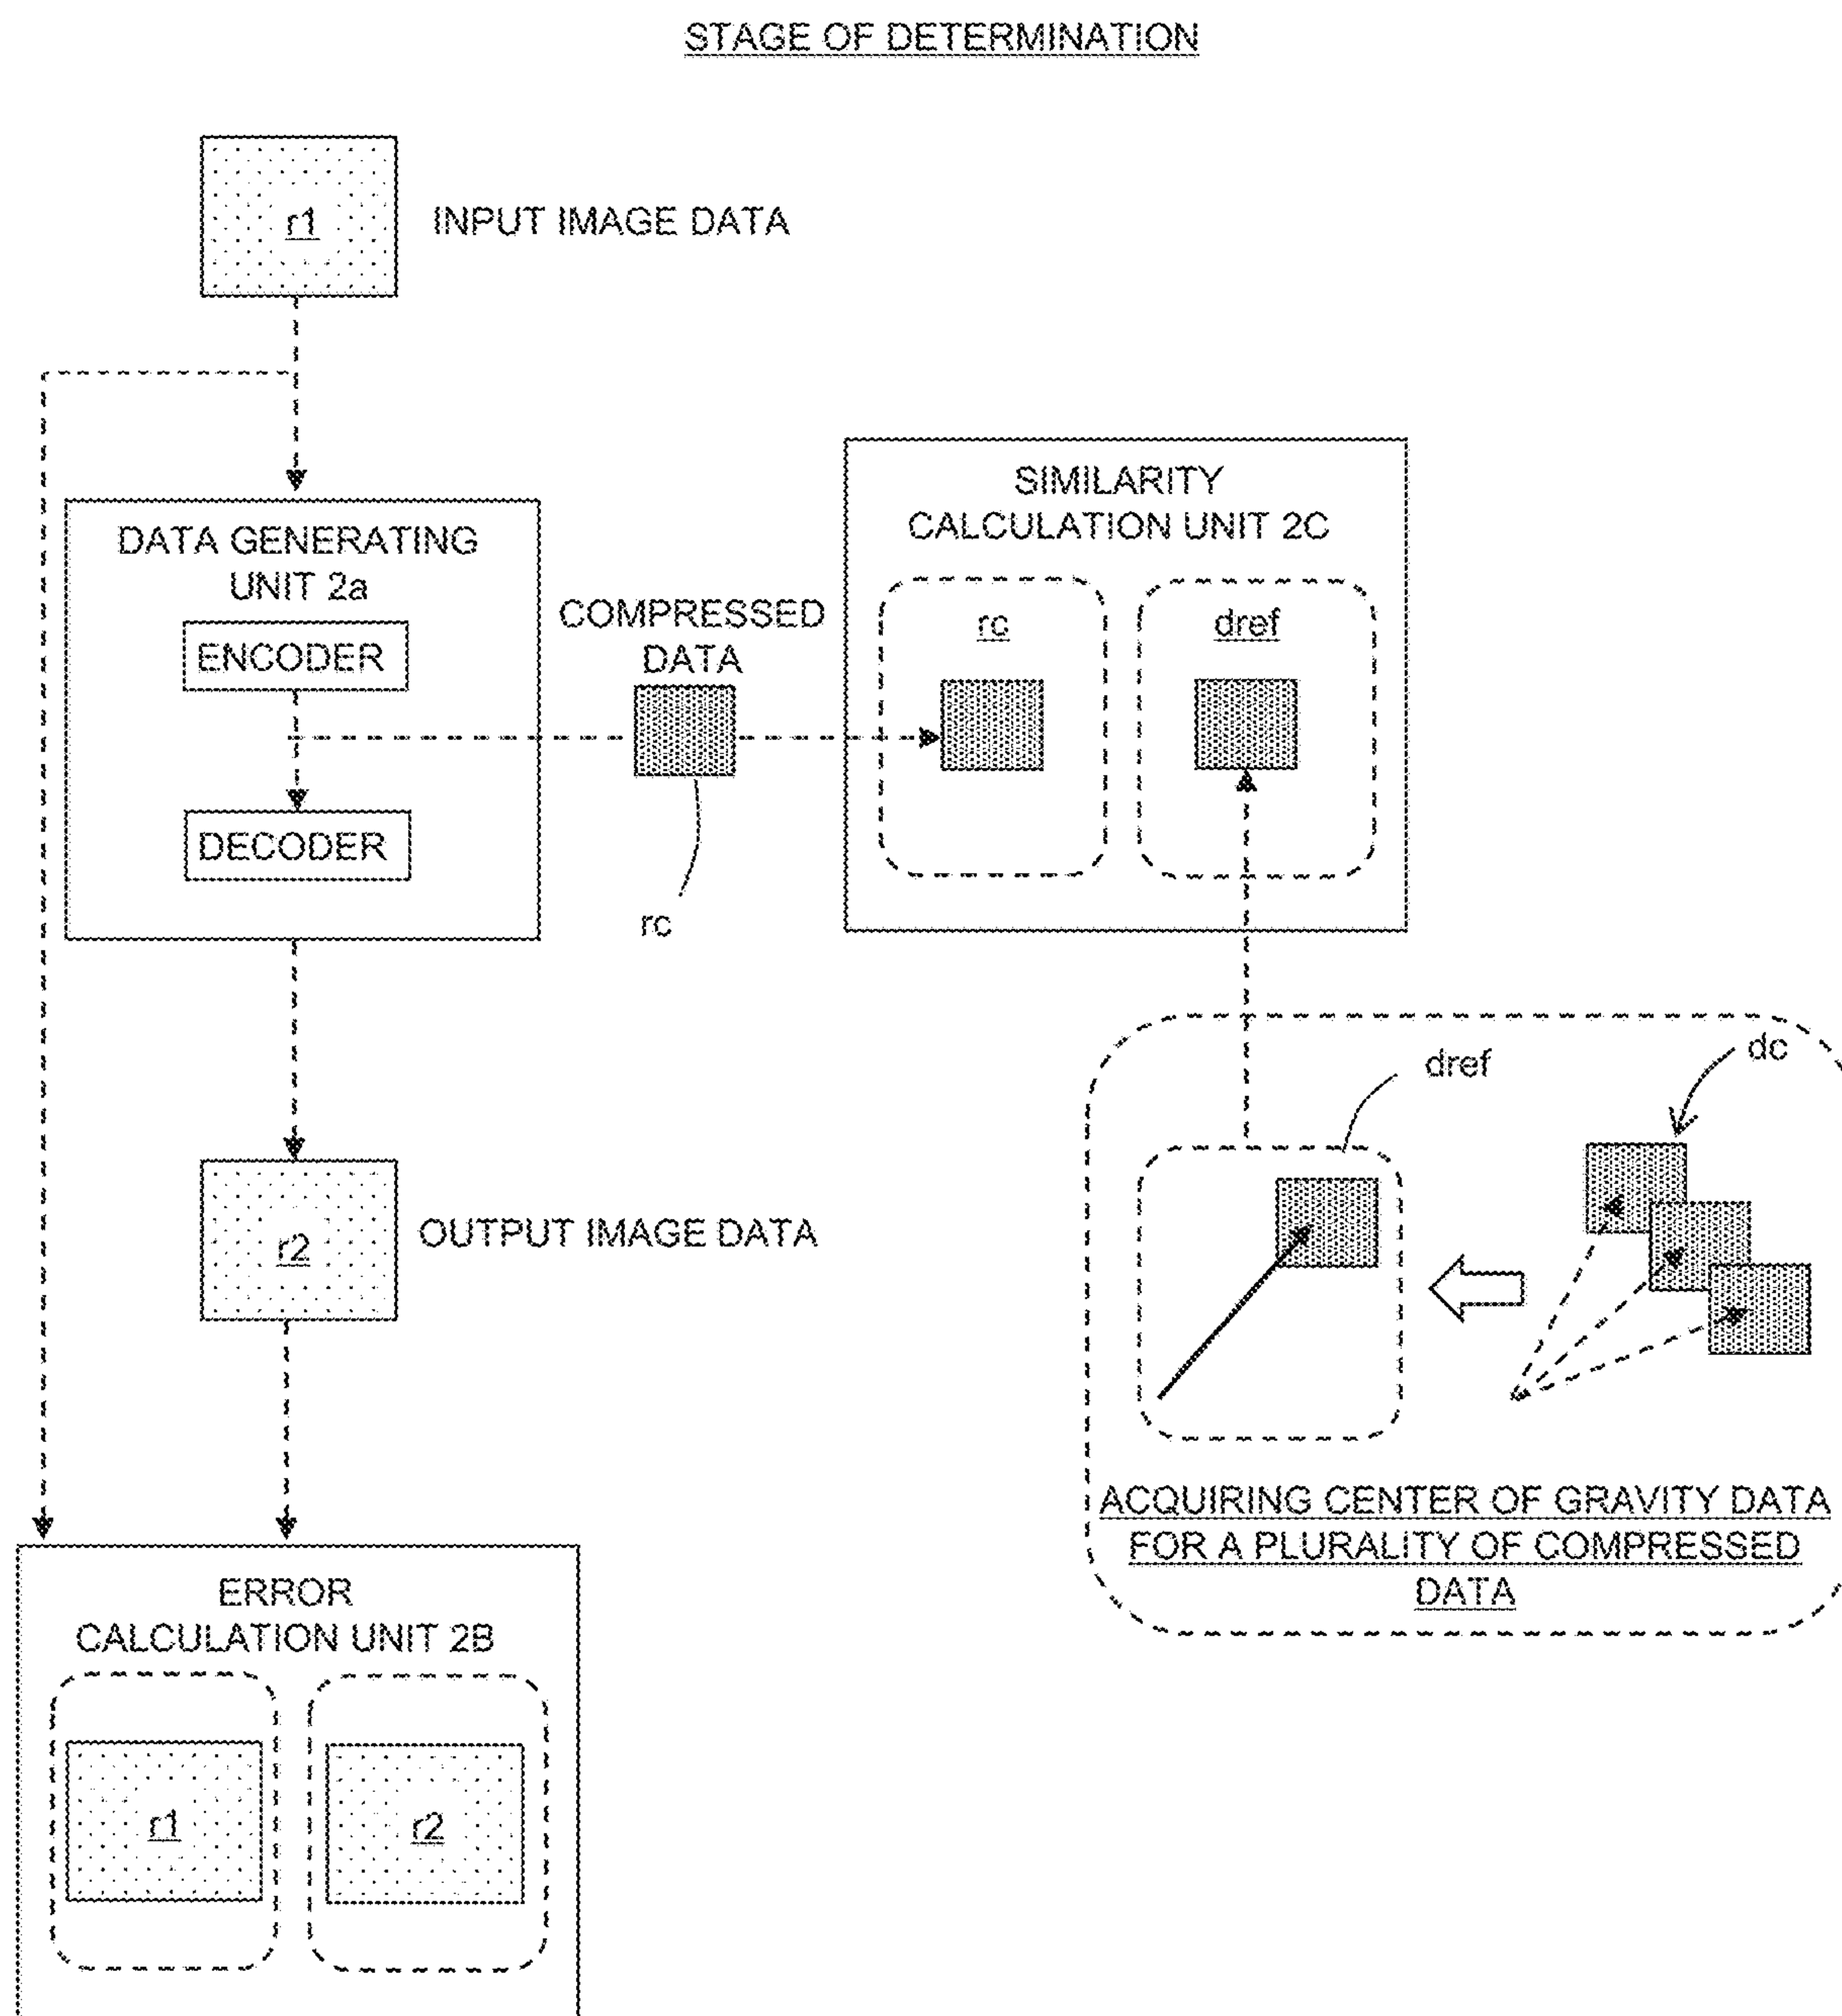 STAGE OF DETERMINATION
r1
INPUT IMAGE DATA
DATA GENERATING
UNIT 2a
ENCODER
DECODER
COMPRESSED
DATA
rc
SIMILARITY
CALCULATION UNIT 2C
rc
dref
dref
dc
ACQUIRING CENTER OF GRAVITY DATA
FOR A PLURALITY OF COMPRESSED
DATA
r2
OUTPUT IMAGE DATA
ERROR
CALCULATION UNIT 2B
r1
r2